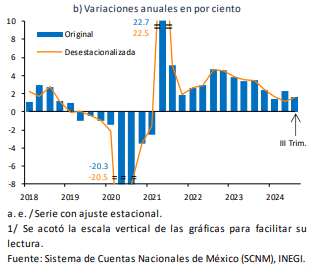 b) Variaciones anuales en por ciento
22.7
22.5
Original
Desestacionalizada
10
8
6
4
2
0
-2
-4
-6
-8
-20.3
-20.5
III Trim.
2018 2019 2020 2021 2022 2023 2024
a. e. / Serie con ajuste estacional.
1/ Se acotó la escala vertical de las gráficas para facilitar su
lectura.
Fuente: Sistema de Cuentas Nacionales de México (SCNM), INEGI.